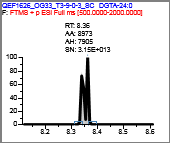 QEF1626_OG33_T3-9-0-3_SC DGTA-24:0
F: FTMS + p ESI Full ms [500.0000-2000.0000]
RT: 8.36
AA: 8973
AH: 7905
SN: 3.15E+013
100
80
60
40
20
0
8.2
8.3
8.4
8.5
8.6